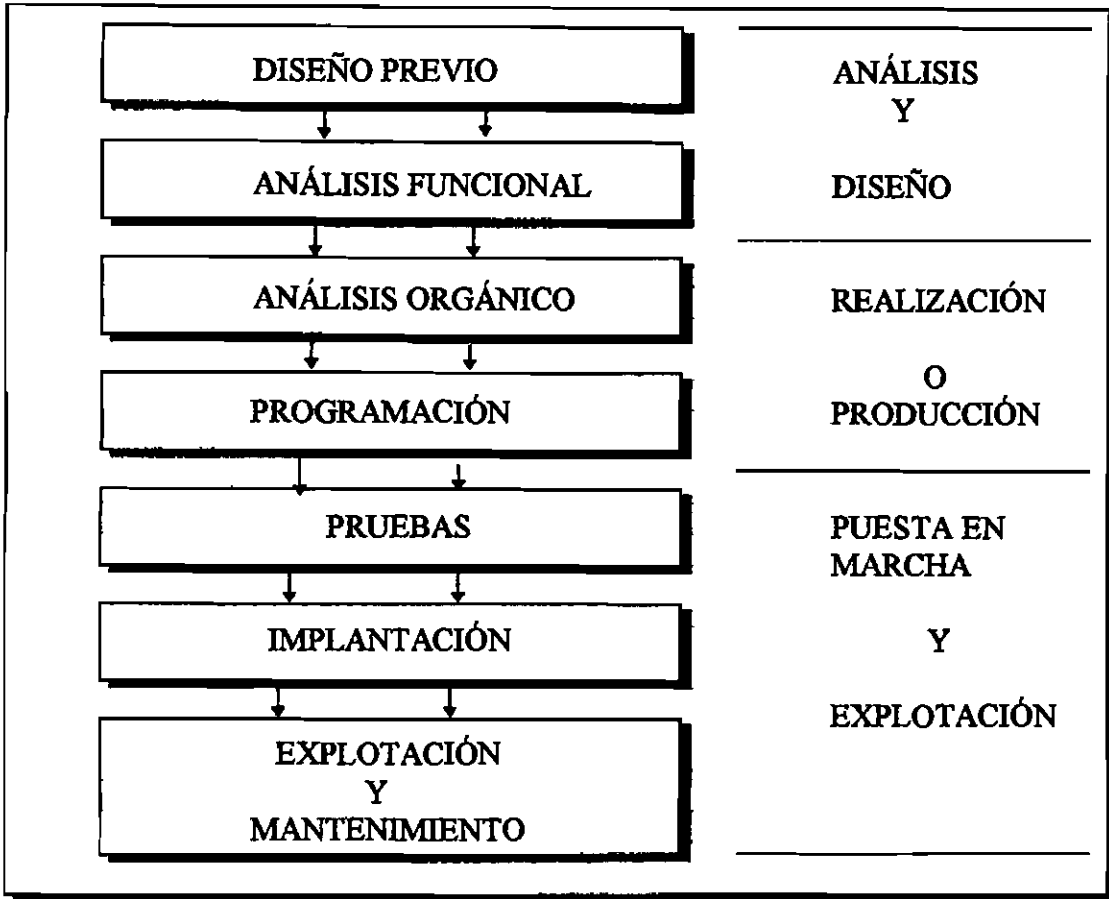 DISEÑO PREVIO
ANÁLISIS FUNCIONAL
ANÁLISIS ORGÁNICO
PROGRAMACIÓN
PRUEBAS
IMPLANTACIÓN
EXPLOTACIÓN
Y
MANTENIMIENTO
ANÁLISIS
Y
DISEÑO
REALIZACIÓN
O
PRODUCCIÓN
PUESTA EN
MARCHA
Y
EXPLOTACIÓN